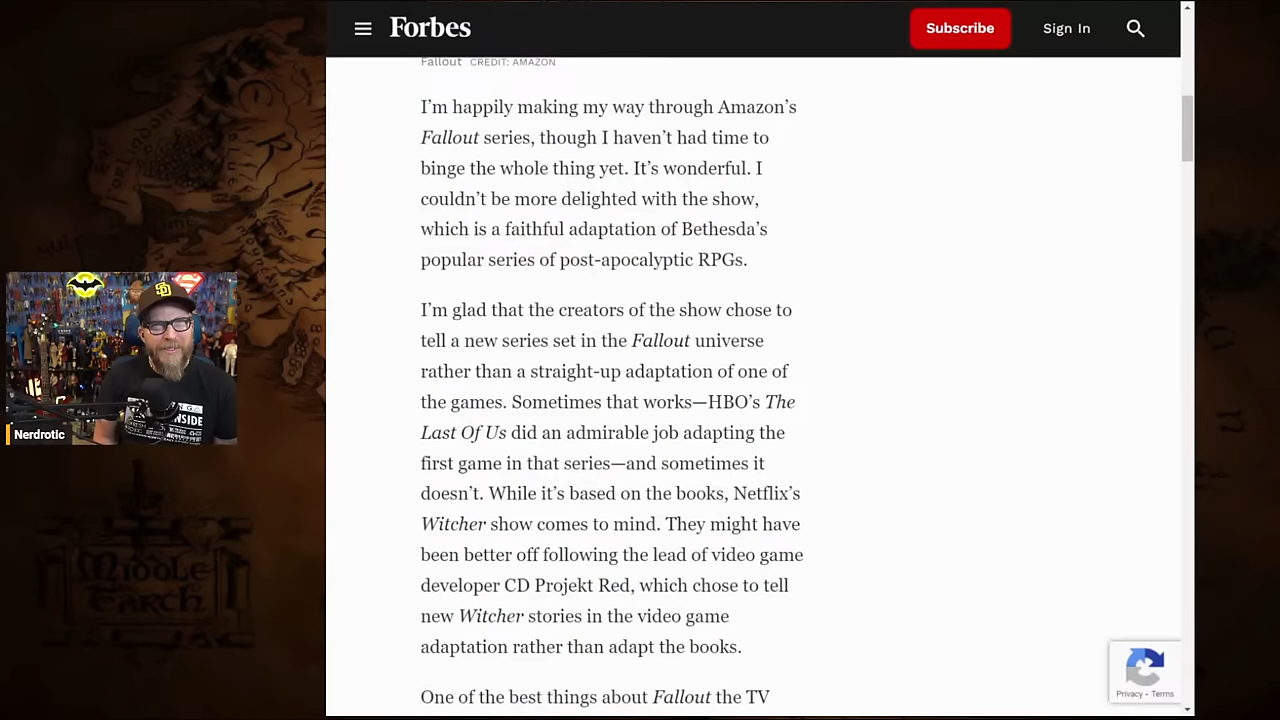 Forbes
Subscribe
Sign In
Fallout CREDIT: AMAZON
I’m happily making my way through Amazon’s
Fallout series, though I haven’t had time to
binge the whole thing yet. It’s wonderful. I
couldn’t be more delighted with the show,
which is a faithful adaptation of Bethesda’s
popular series of post-apocalyptic RPGs.
I’m glad that the creators of the show chose to
tell a new series set in the Fallout universe
rather than a straight-up adaptation of one of
the games. Sometimes that works—HBO’s The
Last Of Us did an admirable job adapting the
first game in that series—and sometimes it
doesn’t. While it’s based on the books, Netflix’s
Witcher show comes to mind. They might have
been better off following the lead of video game
developer CD Projekt Red, which chose to tell
new Witcher stories in the video game
adaptation rather than adapt the books.
One of the best things about Fallout the TV
Nerdrotic
MIDDLE
EARTH
Privacy - Terms